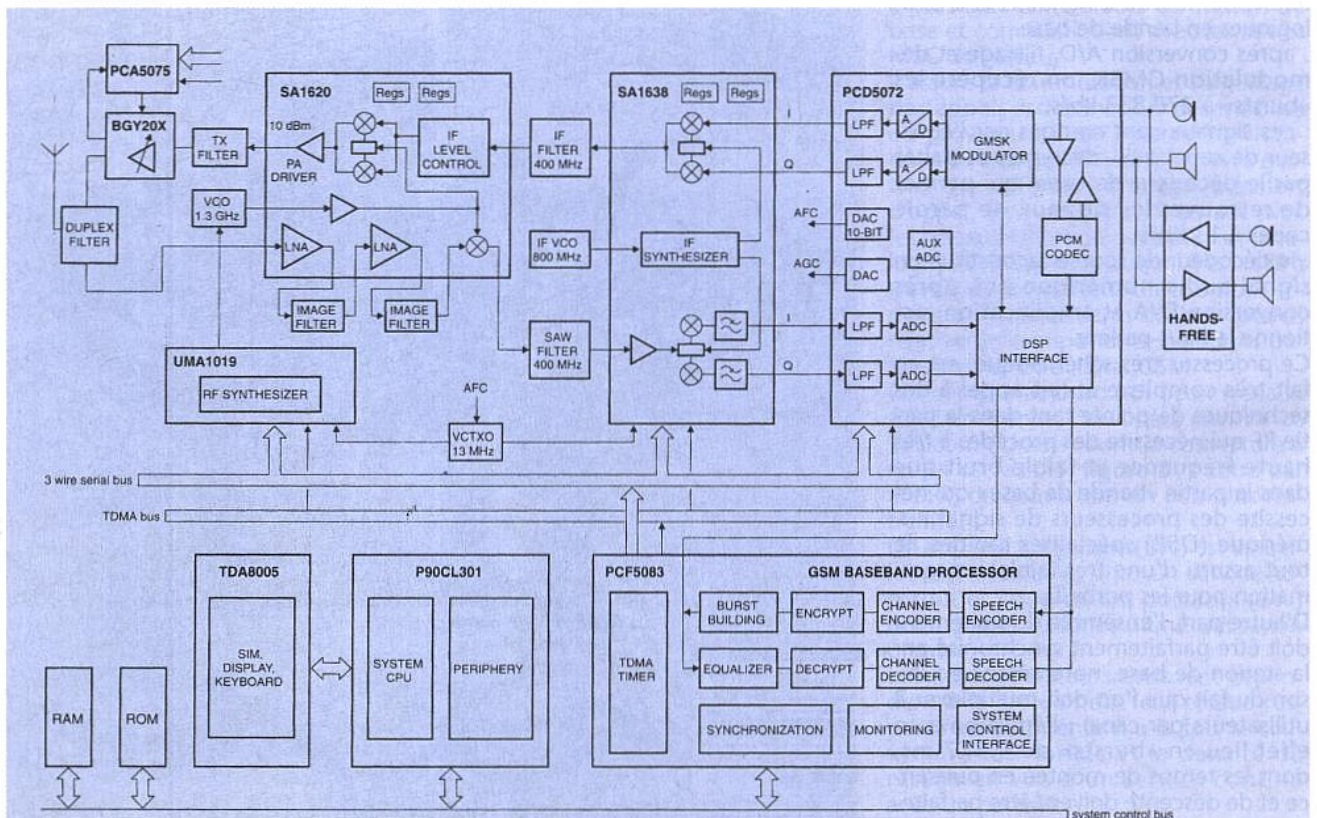 PCA5075
BGY20X
DUPLEX
FILTER
TX
FILTER
VCO
1.3 GHz
SA1620
Regs
Regs
10 dBm
PA
DRIVER
IF
LEVEL
CONTROL
LNA
LNA
IMAGE
FILTER
IMAGE
FILTER
UMA1019
RF SYNTHESIZER
IF
FILTER
400 MHz
IF VCO
800 MHz
SAW
FILTER
400 MHz
AFC
VCTXO
13 MHz
SA1638
Regs
Regs
I
Q
IF
SYNTHESIZER
I
Q
PCD5072
LPF
A
D
LPF
A
D
GMSK
MODULATOR
AFC
DAC
10-BIT
AUX
ADC
AGC
DAC
PCM
CODEC
LPF
ADC
LPF
ADC
DSP
INTERFACE
HANDS-
FREE
3 wire serial bus
TDMA bus
RAM
ROM
TDA8005
SIM,
DISPLAY,
KEYBOARD
P90CL301
SYSTEM
CPU
PERIPHERY
PCF5083
TDMA
TIMER
GSM BASEBAND PROCESSOR
BURST
BUILDING
ENCRYPT
CHANNEL
ENCODER
SPEECH
ENCODER
EQUALIZER
DECRYPT
CHANNEL
DECODER
SPEECH
DECODER
SYNCHRONIZATION
MONITORING
SYSTEM
CONTROL
INTERFACE
system control bus